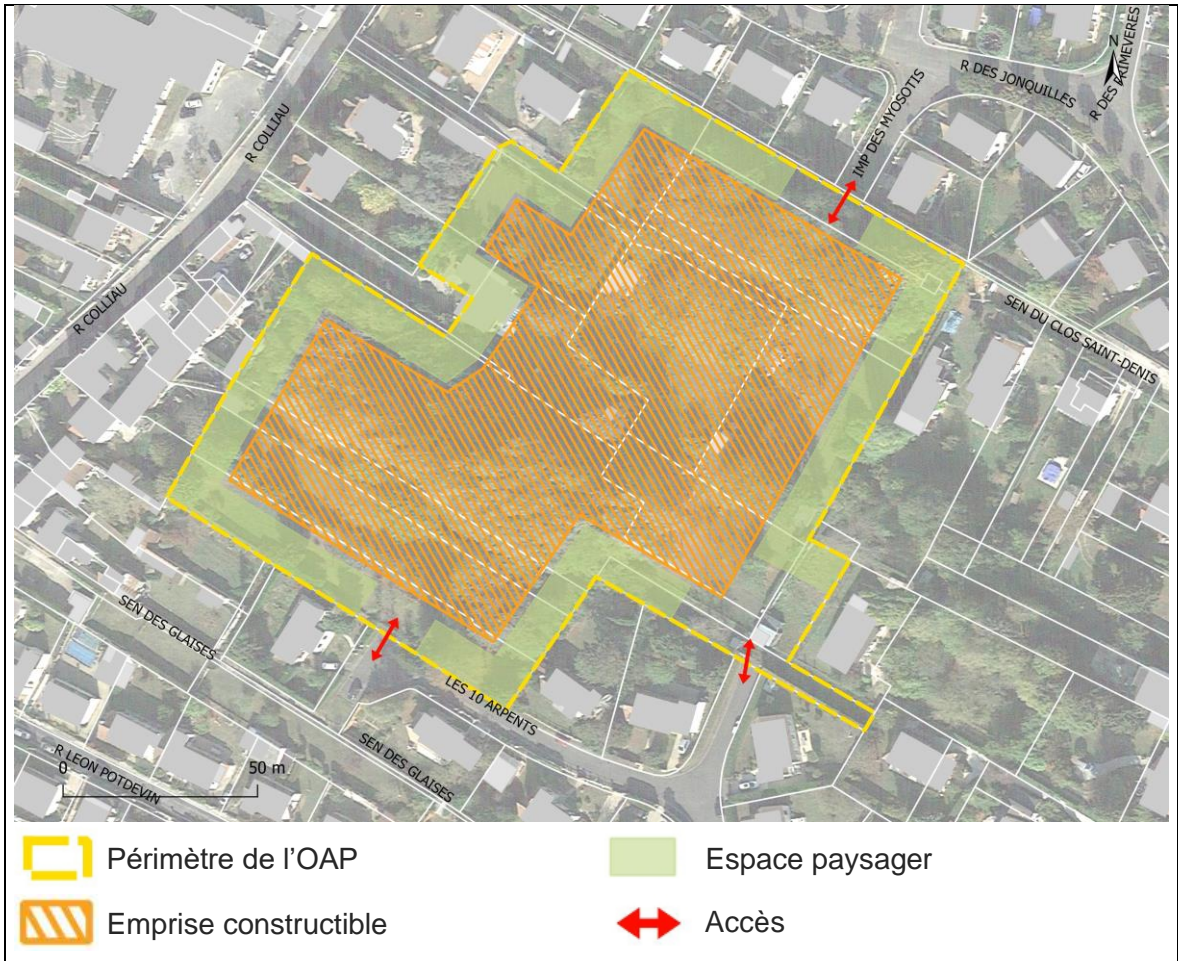 N
R DES JONQUILLES
R DES PRIMEVERES
IMP DES MYOSOTIS
R COLLIAU
R COLLIAU
SEN DU CLOS SAINT-DENIS
SEN DES GLAISES
LES 10 ARPENTS
SEN DES GLAISES
R LEON POTDEVIN
0 50 m
Périmètre de l'OAP
Espace paysager
Emprise constructible
Accès